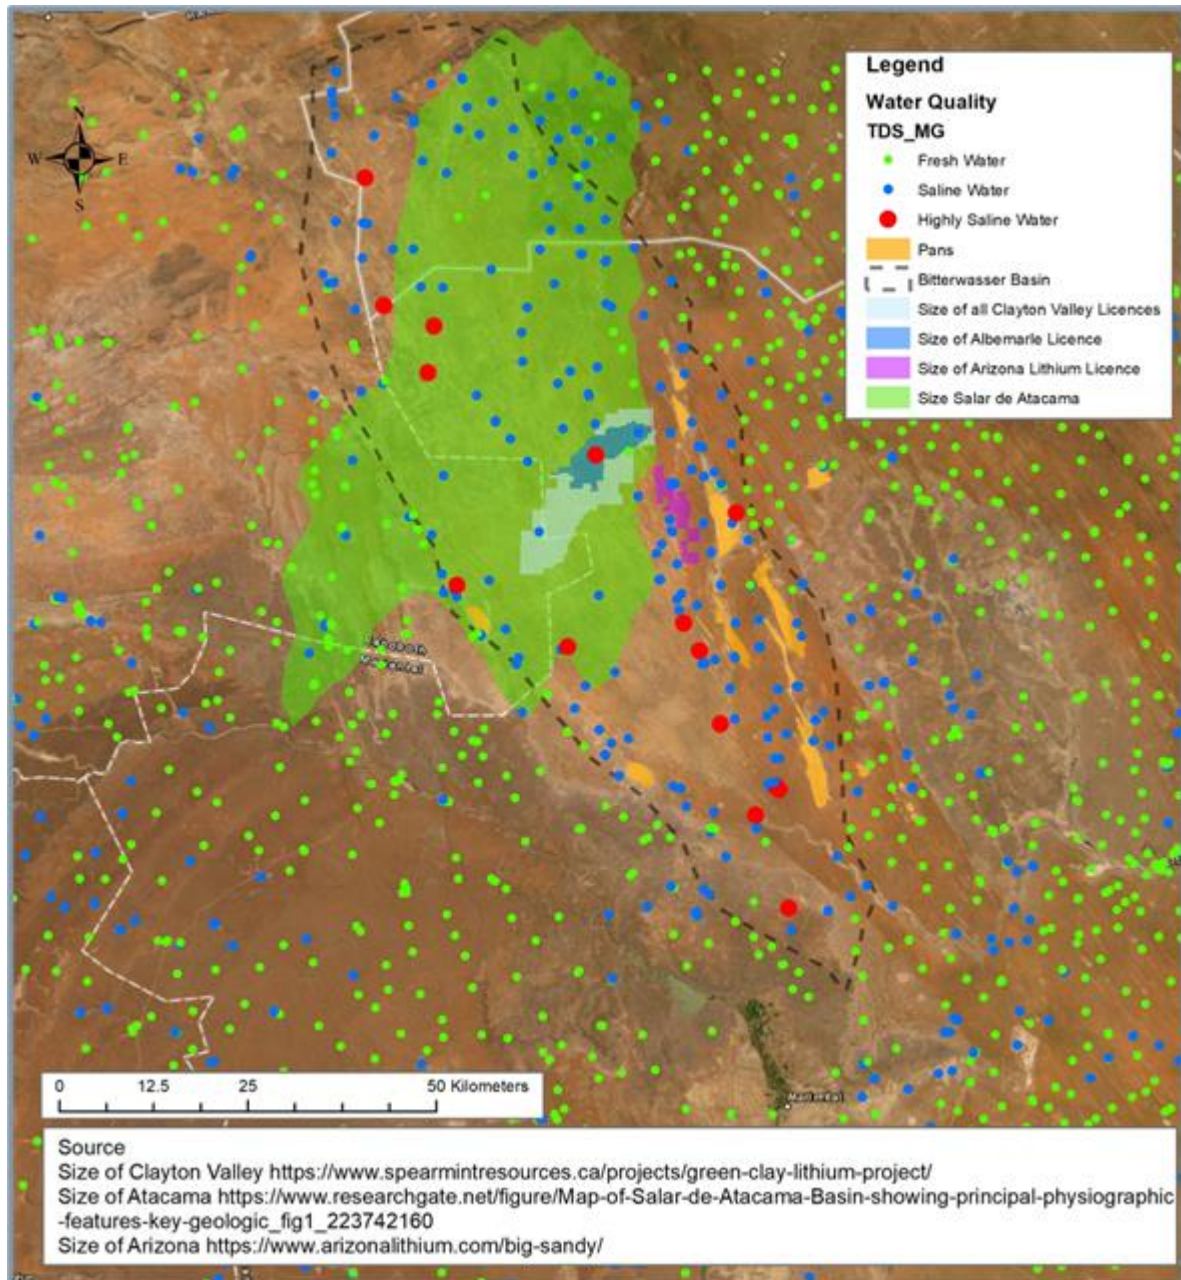 N
W
E
S
Legend
Water Quality
TDS_MG
Fresh Water
Saline Water
Highly Saline Water
Pans
Bitterwasser Basin
Size of all Clayton Valley Licences
Size of Albemarle Licence
Size of Arizona Lithium Licence
Size Salar de Atacama
Mariental
0 12.5 25 50 Kilometers
Source
Size of Clayton Valley https://www.spearmintresources.ca/projects/green-clay-lithium-project/
Size of Atacama https://www.researchgate.net/figure/Map-of-Salar-de-Atacama-Basin-showing-principal-physiographic
-features-key-geologic_fig1_223742160
Size of Arizona https://www.arizonalithium.com/big-sandy/